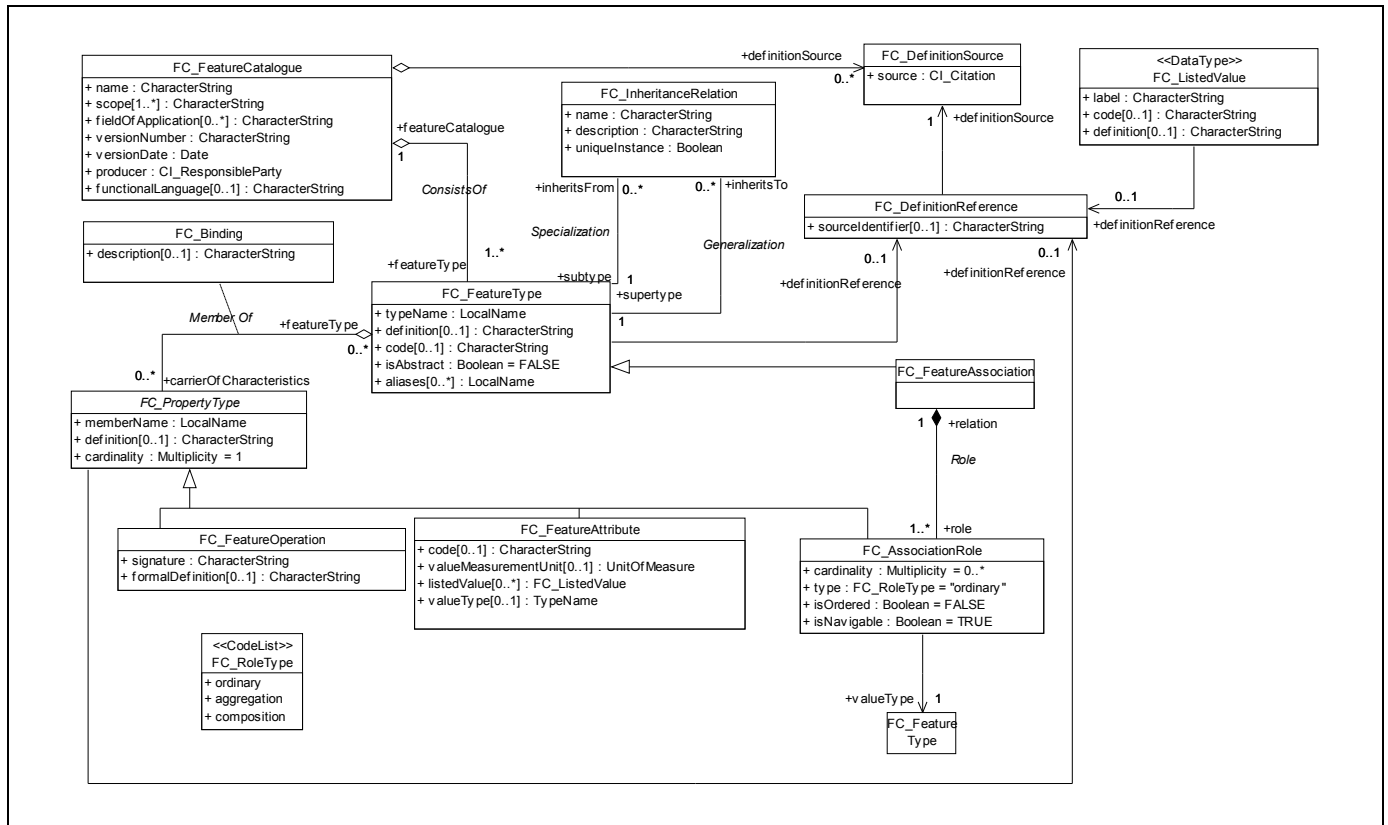 FC_FeatureCatalogue
+ name : CharacterString
+ scope[1..*] : CharacterString
+ fieldOfApplication[0..*] : CharacterString
+ versionNumber : CharacterString
+ versionDate : Date
+ producer : CI_ResponsibleParty
+ functionalLanguage[0..1] : CharacterString
+definitionSource
0..*
FC_DefinitionSource
+ source : CI_Citation
<<DataType>>
FC_ListedValue
+ label : CharacterString
+ code[0..1] : CharacterString
+ definition[0..1] : CharacterString
FC_InheritanceRelation
+ name : CharacterString
+ description : CharacterString
+ uniqueInstance : Boolean
+featureCatalogue
1
1
+definitionSource
ConsistsOf
+inheritsFrom
0..*
0..*
+inheritsTo
0..1
+definitionReference
FC_DefinitionReference
+ sourceIdentifier[0..1] : CharacterString
FC_Binding
+ description[0..1] : CharacterString
Specialization
Generalization
1..*
+featureType
+subtype
1
+supertype
1
0..1
+definitionReference
0..1
+definitionReference
FC_FeatureType
+ typeName : LocalName
+ definition[0..1] : CharacterString
+ code[0..1] : CharacterString
+ isAbstract : Boolean = FALSE
+ aliases[0..*] : LocalName
Member Of
+featureType
0..*
0..*
+carrierOfCharacteristics
FC_PropertyType
+ memberName : LocalName
+ definition[0..1] : CharacterString
+ cardinality : Multiplicity = 1
FC_FeatureAssociation
1
+relation
Role
1..*
+role
FC_FeatureOperation
+ signature : CharacterString
+ formalDefinition[0..1] : CharacterString
FC_FeatureAttribute
+ code[0..1] : CharacterString
+ valueMeasurementUnit[0..1] : UnitOfMeasure
+ listedValue[0..*] : FC_ListedValue
+ valueType[0..1] : TypeName
FC_AssociationRole
+ cardinality : Multiplicity = 0..*
+ type : FC_RoleType = "ordinary"
+ isOrdered : Boolean = FALSE
+ isNavigable : Boolean = TRUE
<<CodeList>>
FC_RoleType
+ ordinary
+ aggregation
+ composition
+valueType
1
FC_Feature
Type